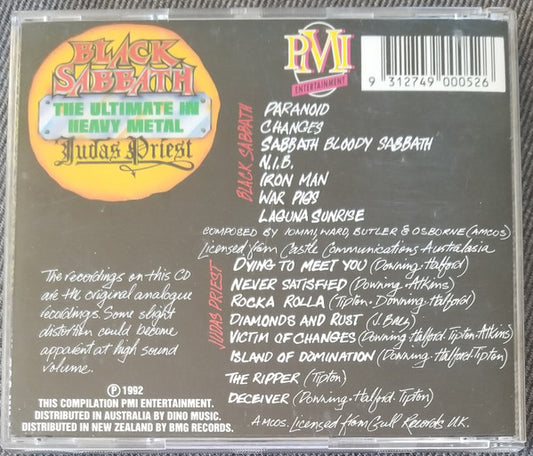 BLACK
SABBATH
THE ULTIMATE IN
HEAVY METAL
Judas Priest
PMI
ENTERTAINMENT
9 312749 000526
BLACK SABBATH
PARANOID
CHANGES
SABBATH BLOODY SABBATH
N.I.B.
IRON MAN
WAR PIGS
LAGUNA SUNRISE
COMPOSED BY IOMMI, WARD, BUTLER & OSBORNE (AMCOS)
Licensed from Castle Communications Australasia
JUDAS PRIEST
DYING TO MEET YOU (Downing-Halford)
NEVER SATISFIED (Downing-Atkins)
ROCKA ROLLA (Tipton-Downing-Halford)
DIAMONDS AND RUST (J. Baez)
VICTIM OF CHANGES (Downing-Halford-Tipton-Atkins)
ISLAND OF DOMINATION (Downing-Halford-Tipton)
THE RIPPER (Tipton)
DECEIVER (Downing-Halford-Tipton)
Amcos. Licensed from Gull Records U.K.
The recordings on this CD
are the original analogue
recordings. Some slight
distortion could become
apparent at high sound
volume.
Ⓟ 1992
THIS COMPILATION PMI ENTERTAINMENT.
DISTRIBUTED IN AUSTRALIA BY DINO MUSIC.
DISTRIBUTED IN NEW ZEALAND BY BMG RECORDS.